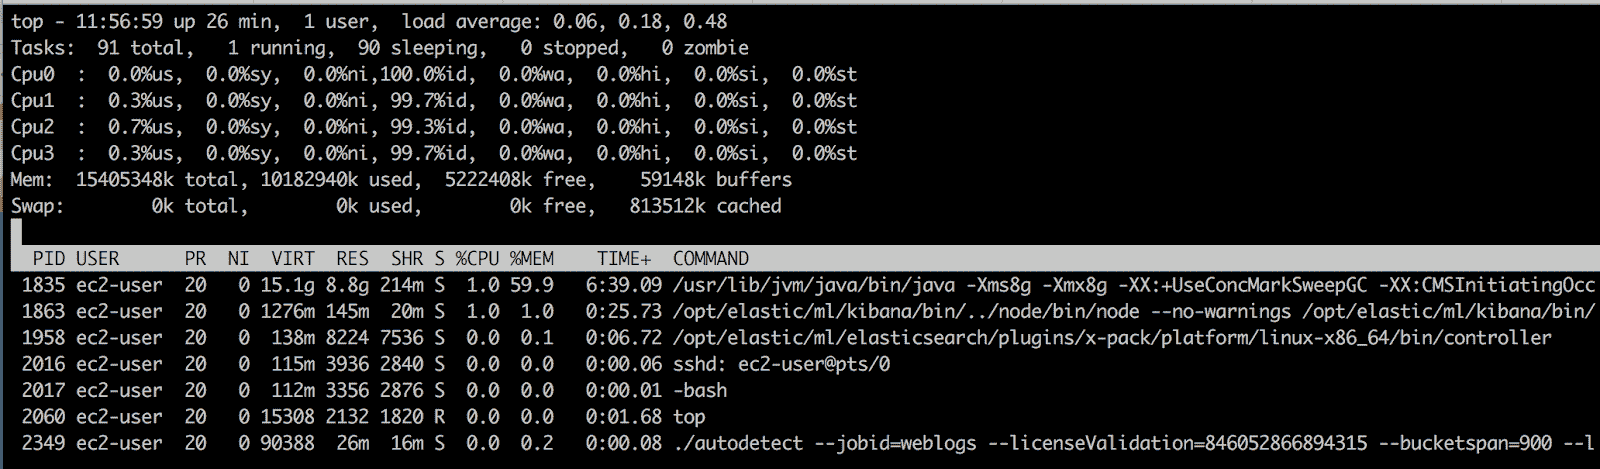 top - 11:56:59 up 26 min,  1 user,  load average: 0.06, 0.18, 0.48
Tasks:  91 total,   1 running,  90 sleeping,   0 stopped,   0 zombie
Cpu0  :  0.0%us,  0.0%sy,  0.0%ni,100.0%id,  0.0%wa,  0.0%hi,  0.0%si,  0.0%st
Cpu1  :  0.3%us,  0.0%sy,  0.0%ni, 99.7%id,  0.0%wa,  0.0%hi,  0.0%si,  0.0%st
Cpu2  :  0.7%us,  0.0%sy,  0.0%ni, 99.3%id,  0.0%wa,  0.0%hi,  0.0%si,  0.0%st
Cpu3  :  0.3%us,  0.0%sy,  0.0%ni, 99.7%id,  0.0%wa,  0.0%hi,  0.0%si,  0.0%st
Mem:  15405348k total, 10182940k used,  5222408k free,    59148k buffers
Swap:        0k total,        0k used,        0k free,   813512k cached
  PID USER      PR  NI  VIRT  RES  SHR S %CPU %MEM    TIME+  COMMAND
 1835 ec2-user  20   0 15.1g 8.8g 214m S  1.0 59.9   6:39.09 /usr/lib/jvm/java/bin/java -Xms8g -Xmx8g -XX:+UseConcMarkSweepGC -XX:CMSInitiatingOcc
 1863 ec2-user  20   0 1276m 145m  20m S  1.0  1.0   0:25.73 /opt/elastic/ml/kibana/bin/../node/bin/node --no-warnings /opt/elastic/ml/kibana/bin/
 1958 ec2-user  20   0  138m 8224 7536 S  0.0  0.1   0:06.72 /opt/elastic/ml/elasticsearch/plugins/x-pack/platform/linux-x86_64/bin/controller
 2016 ec2-user  20   0  115m 3936 2840 S  0.0  0.0   0:00.06 sshd: ec2-user@pts/0
 2017 ec2-user  20   0  112m 3356 2876 S  0.0  0.0   0:00.01 -bash
 2060 ec2-user  20   0 15308 2132 1820 R  0.0  0.0   0:01.68 top
 2349 ec2-user  20   0 90388  26m  16m S  0.0  0.2   0:00.08 ./autodetect --jobid=weblogs --licenseValidation=846052866894315 --bucketspan=900 --l